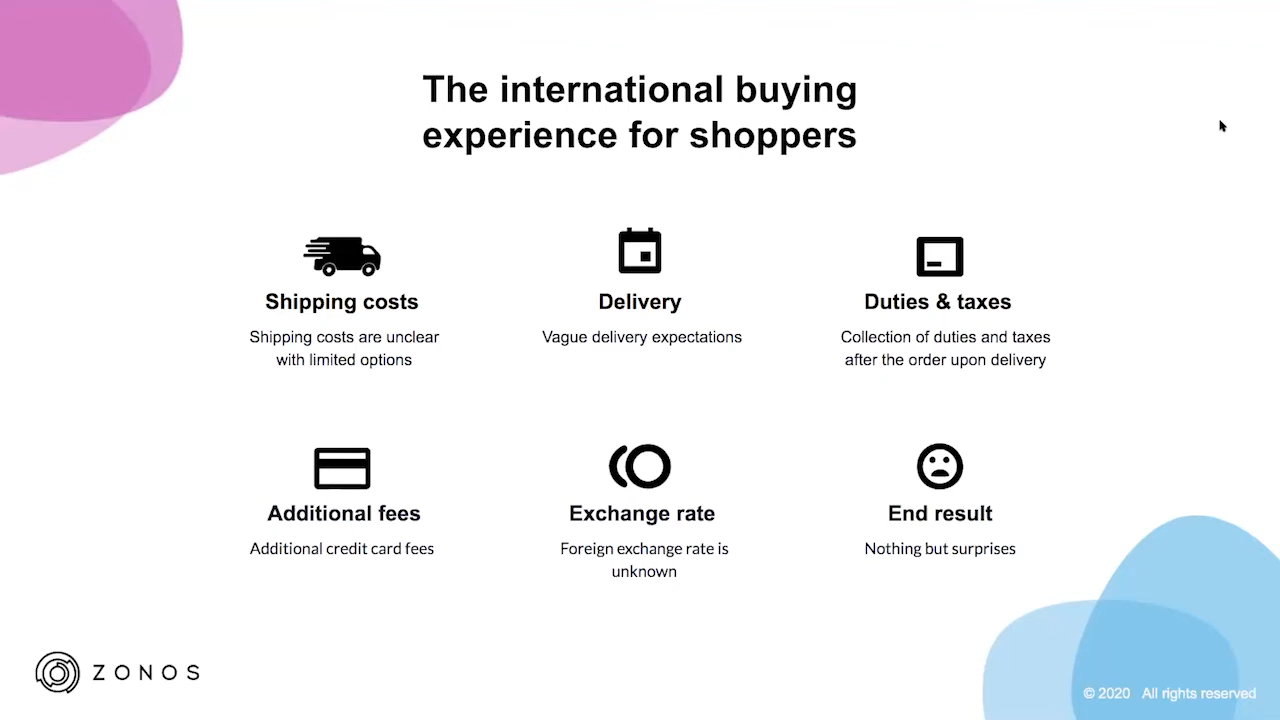 The international buying
experience for shoppers
Shipping costs
Shipping costs are unclear
with limited options
Delivery
Vague delivery expectations
Duties & taxes
Collection of duties and taxes
after the order upon delivery
Additional fees
Additional credit card fees
Exchange rate
Foreign exchange rate is
unknown
End result
Nothing but surprises
ZONOS
© 2020 All rights reserved